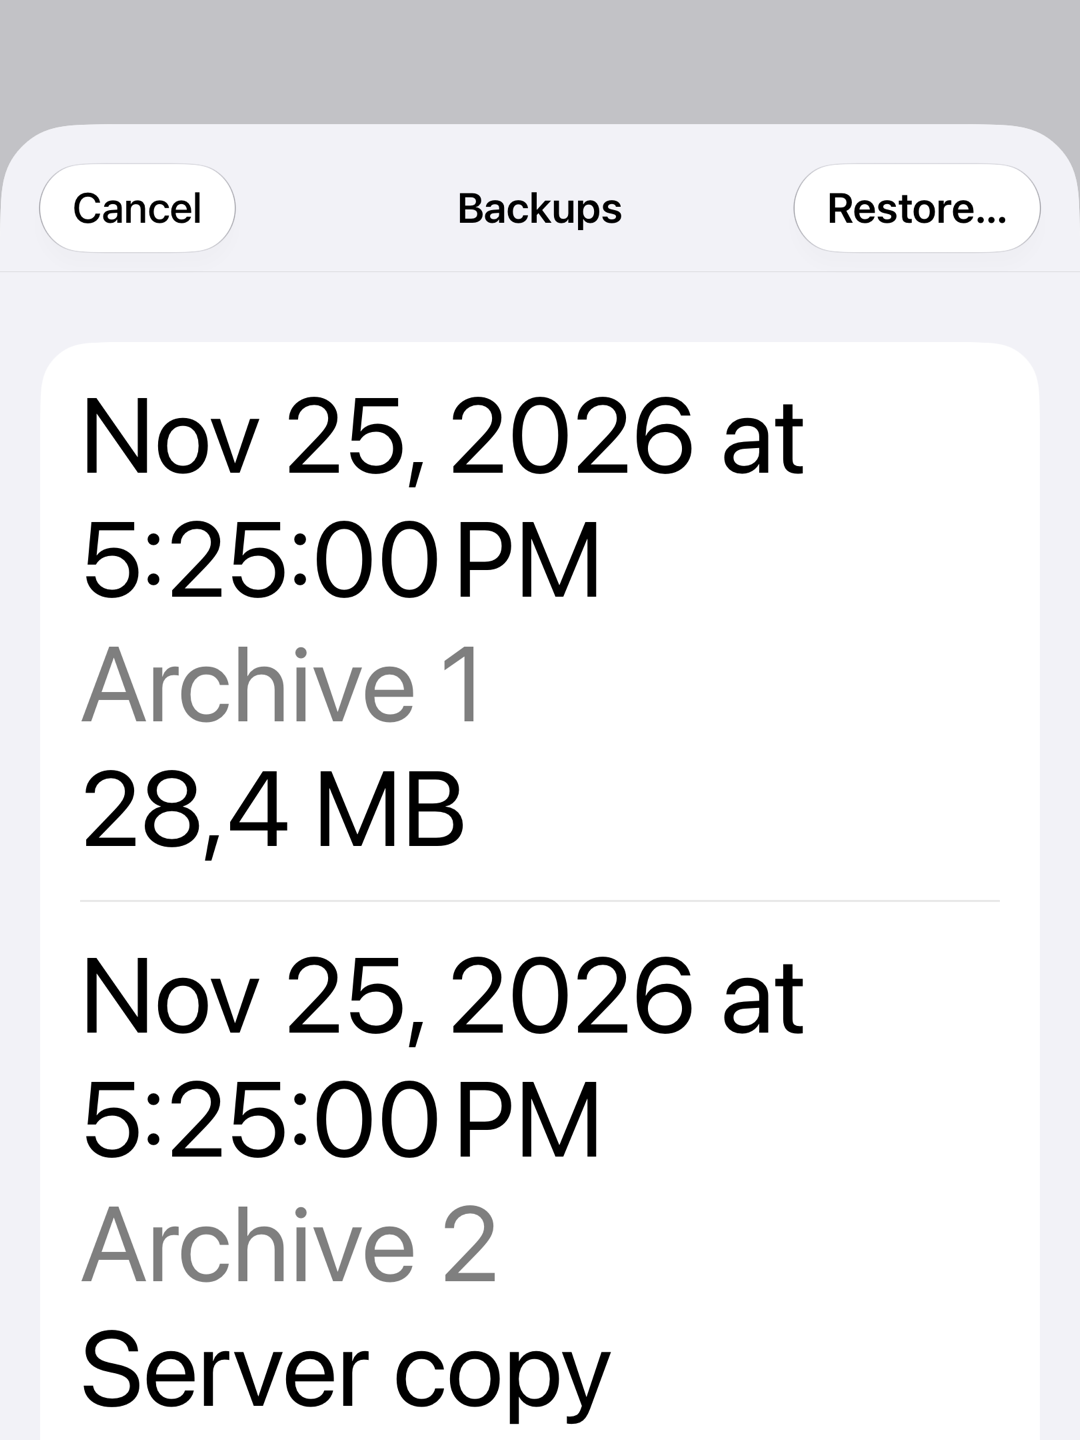 Cancel
Backups
Restore...
Nov 25, 2026 at
5:25:00 PM
Archive 1
28,4 MB
Nov 25, 2026 at
5:25:00 PM
Archive 2
Server copy